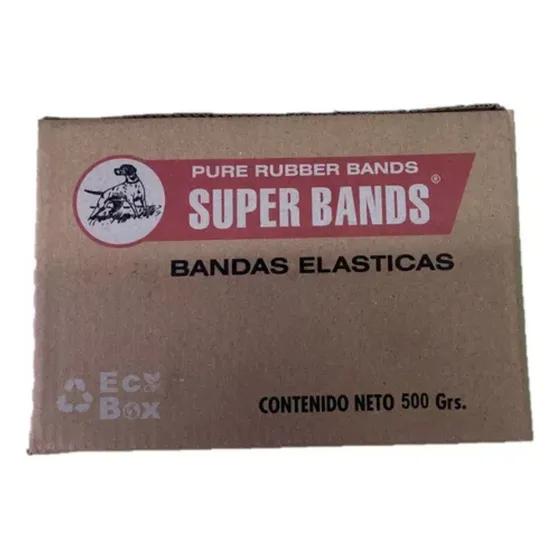 PURE RUBBER BANDS
SUPER BANDS®
BANDAS ELASTICAS
Eco
Box
CONTENIDO NETO 500 Grs.